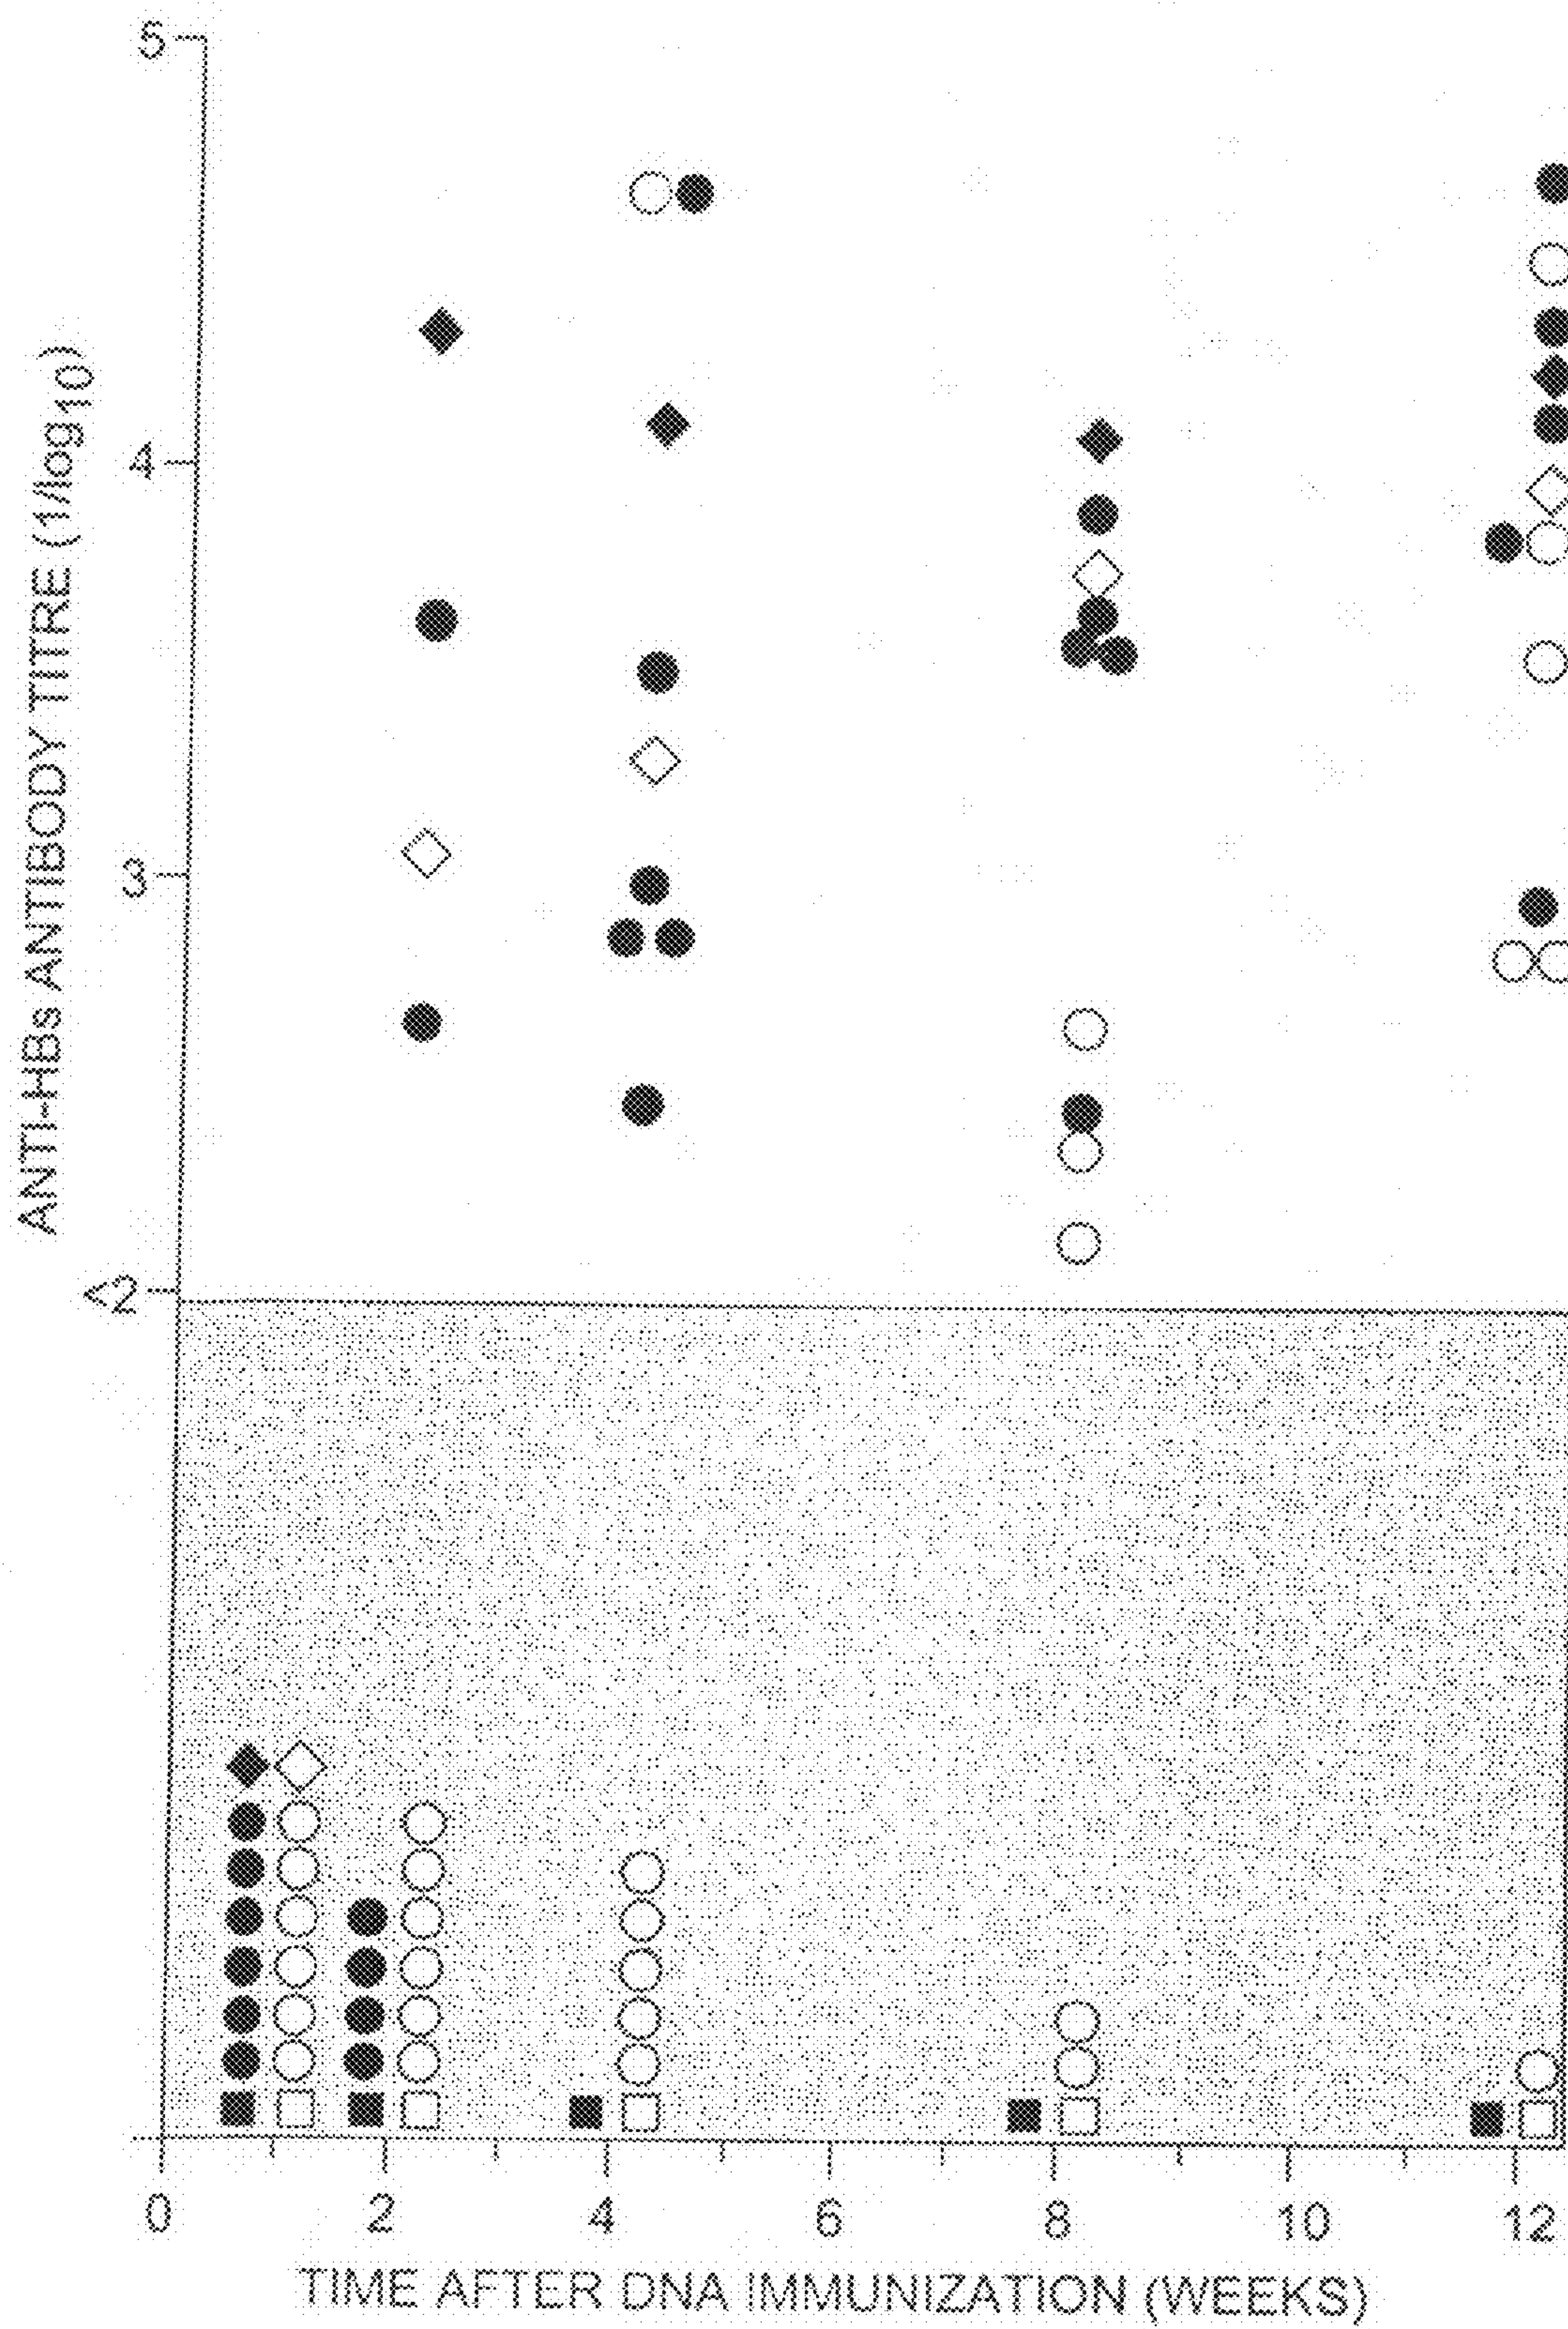 5
4
3
<2
ANTI-HBs ANTIBODY TITRE (1/log10)
0 2 4 6 8 10 12
TIME AFTER DNA IMMUNIZATION (WEEKS)